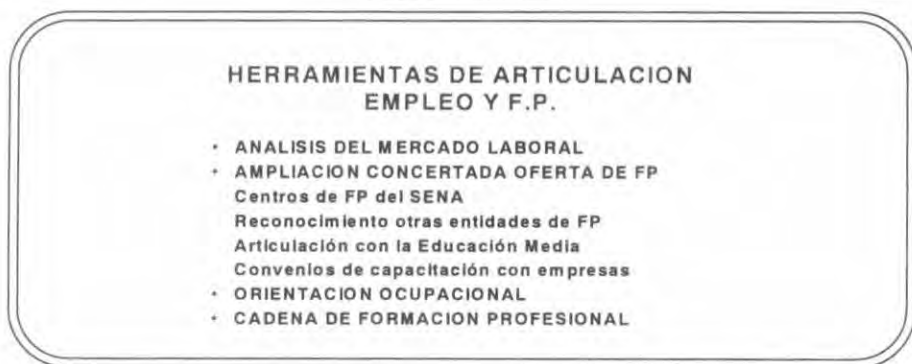 HERRAMIENTAS DE ARTICULACION
EMPLEO Y F.P.
· ANALISIS DEL MERCADO LABORAL
· AMPLIACION CONCERTADA OFERTA DE FP
Centros de FP del SENA
Reconocimiento otras entidades de FP
Articulación con la Educación Media
Convenios de capacitación con empresas
· ORIENTACION OCUPACIONAL
· CADENA DE FORMACION PROFESIONAL